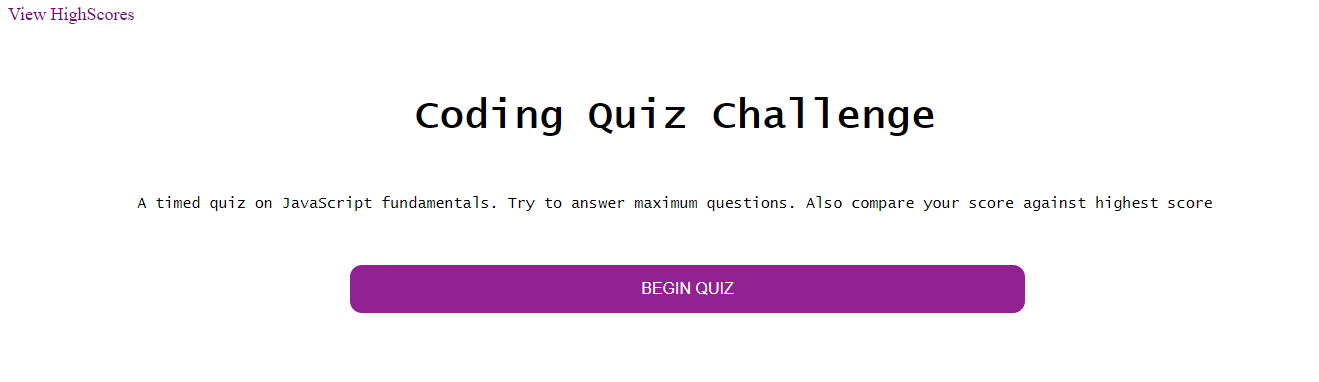 View HighScores
Coding Quiz Challenge
A timed quiz on JavaScript fundamentals. Try to answer maximum questions. Also compare your score against highest score
BEGIN QUIZ